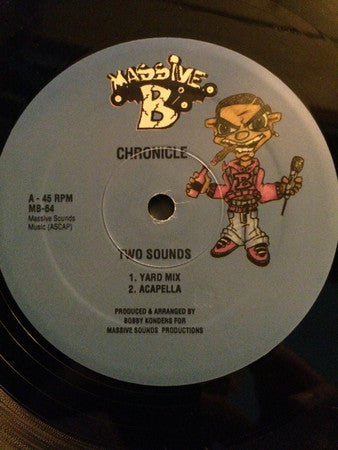 MASSIVE
B
CHRONICLE
A - 45 RPM
MB-64
Massive Sounds
Music (ASCAP)
B
TWO SOUNDS
1. YARD MIX
2. ACAPELLA
PRODUCED & ARRANGED BY
BOBBY KONDERS FOR
MASSIVE SOUNDS PRODUCTIONS